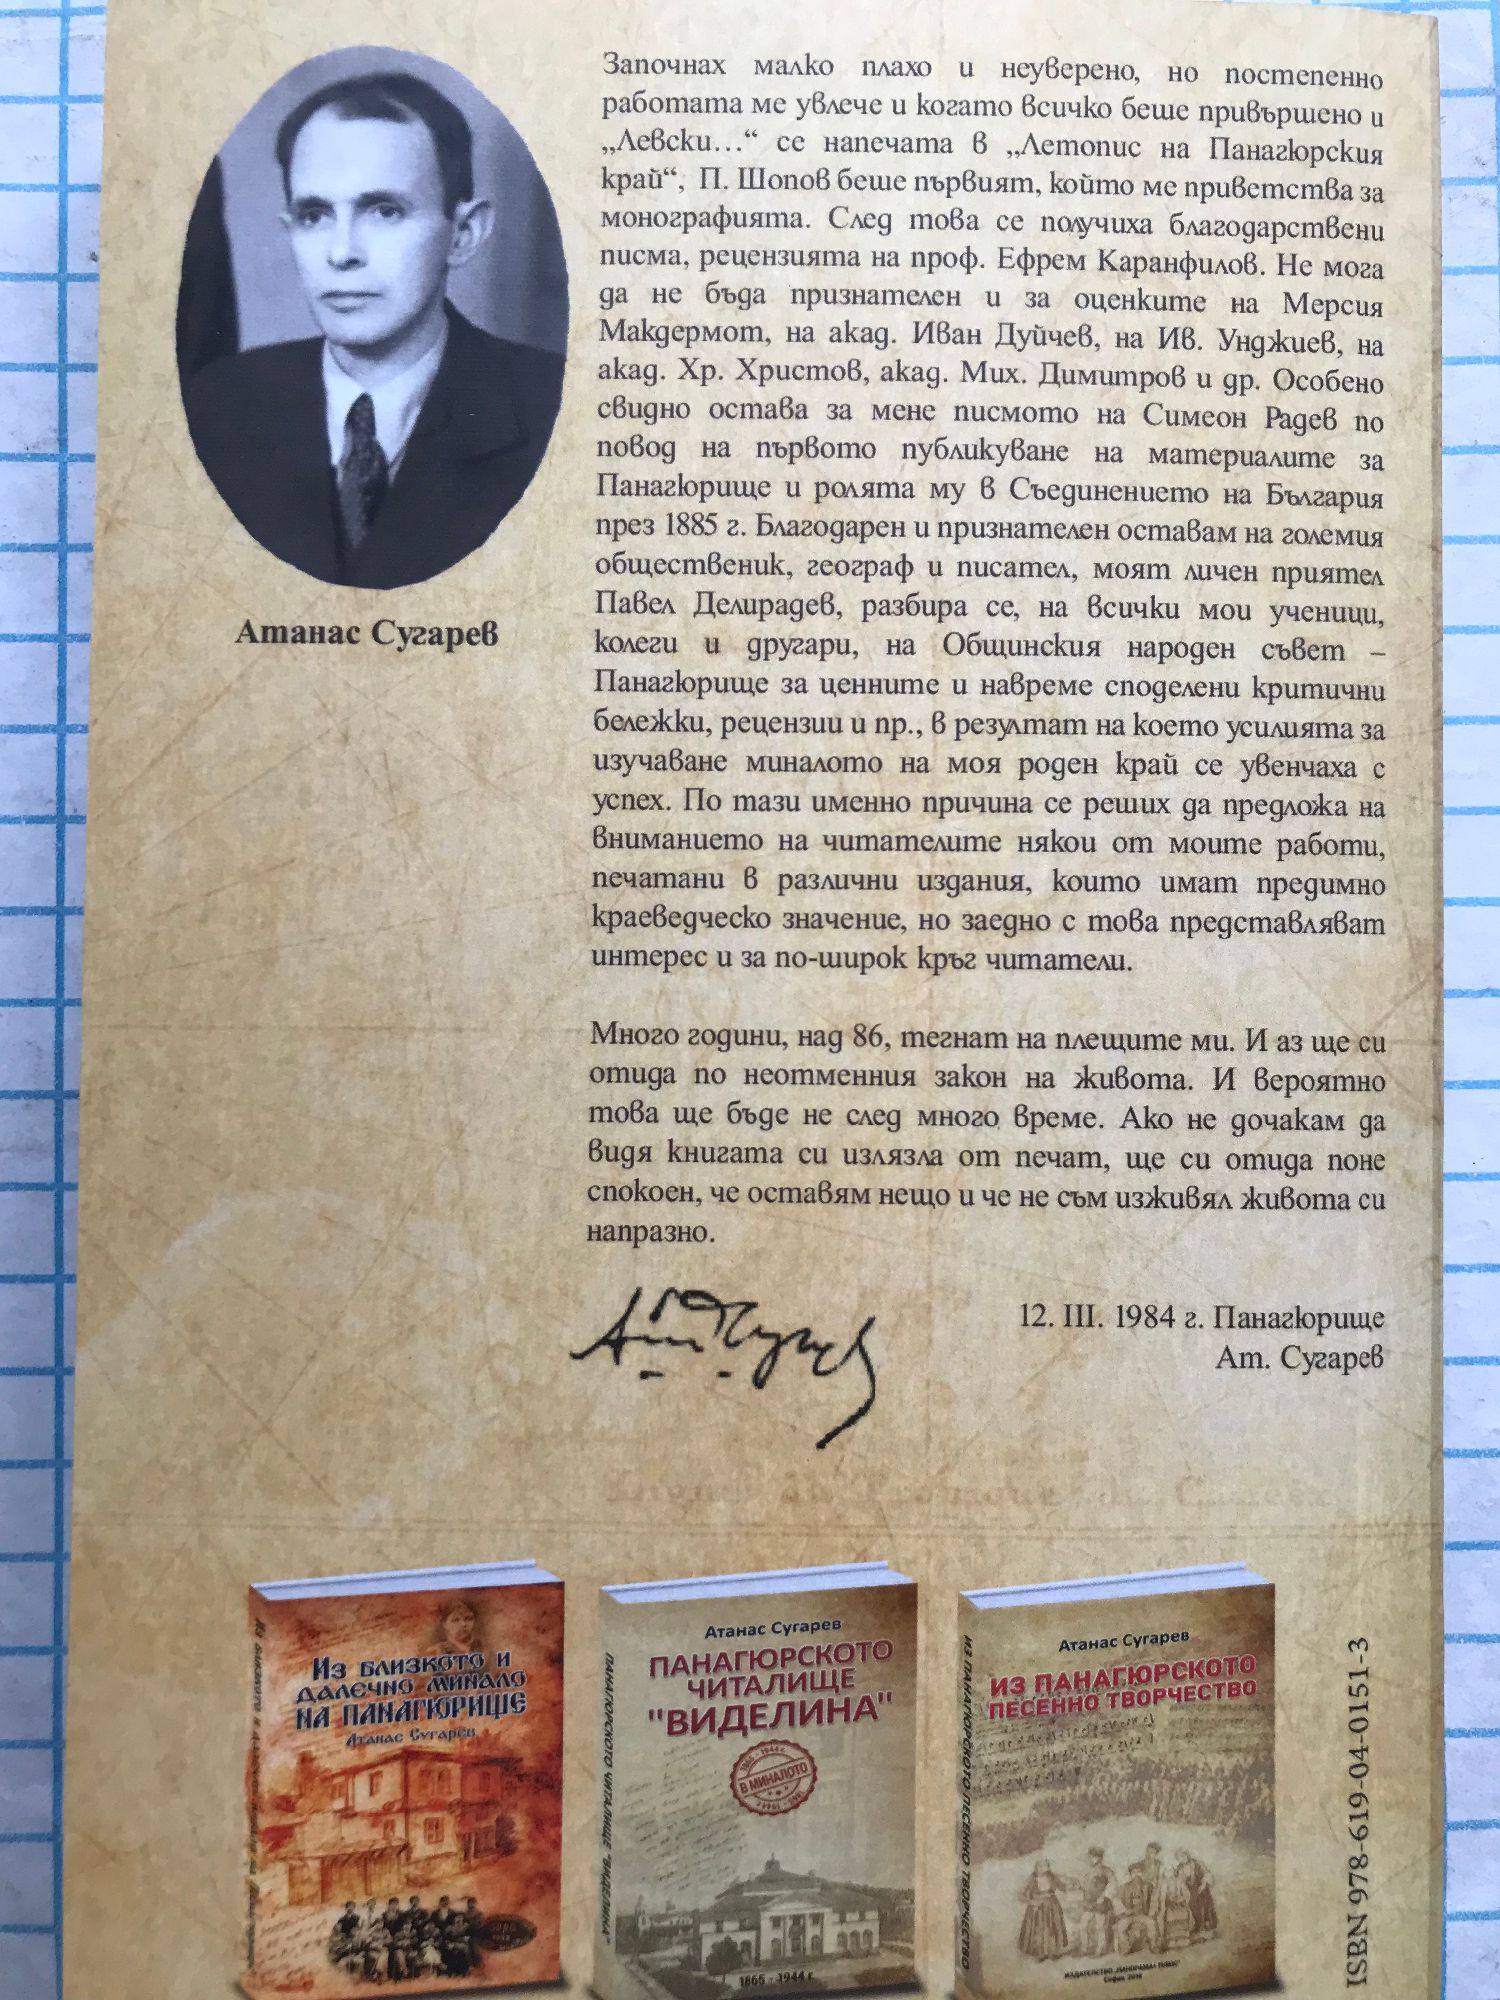 Започнах малко плахо и неуверено, но постепенно
работата ме увлече и когато всичко беше привършено и
„Левски...“ се напечата в „Летопис на Панагюрския
край“, П. Шопов беше първият, който ме приветства за
монографията. След това се получиха благодарствени
писма, рецензията на проф. Ефрем Каранфилов. Не мога
да не бъда признателен и за оценките на Мерсия
Макдермот, на акад. Иван Дуйчев, на Ив. Унджиев, на
акад. Хр. Христов, акад. Мих. Димитров и др. Особено
свидно остава за мене писмото на Симеон Радев по
повод на първото публикуване на материалите за
Панагюрище и ролята му в Съединението на България
през 1885 г. Благодарен и признателен оставам на големия
общественик, географ и писател, моят личен приятел
Павел Делирадев, разбира се, на всички мои ученици,
колеги и другари, на Общинския народен съвет –
Панагюрище за ценните и навреме споделени критични
бележки, рецензии и пр., в резултат на което усилията за
изучаване миналото на моя роден край се увенчаха с
успех. По тази именно причина се реших да предложа на
вниманието на читателите някои от моите работи,
печатани в различни издания, които имат предимно
краеведческо значение, но заедно с това представляват
интерес и за по-широк кръг читатели.
Много години, над 86, тегнат на плещите ми. И аз ще си
отида по неотменния закон на живота. И вероятно
това ще бъде не след много време. Ако не дочакам да
видя книгата си излязла от печат, ще си отида поне
спокоен, че оставям нещо и че не съм изживял живота си
напразно.
12. III. 1984 г. Панагюрище
Ат. Сугарев
Атанас Сугарев
Из близкото и
далечно минало
на Панагюрище
Атанас Сугарев
Атанас Сугарев
ПАНАГЮРСКОТО
ЧИТАЛИЩЕ
"ВИДЕЛИНА"
1865 - 1944 г.
В МИНАЛОТО
1865 - 1944 г.
ПАНАГЮРСКОТО ЧИТАЛИЩЕ "ВИДЕЛИНА"
Атанас Сугарев
ИЗ ПАНАГЮРСКОТО
ПЕСЕННО ТВОРЧЕСТВО
ИЗ ПАНАГЮРСКОТО ПЕСЕННО ТВОРЧЕСТВО
ISBN 978-619-04-0151-3